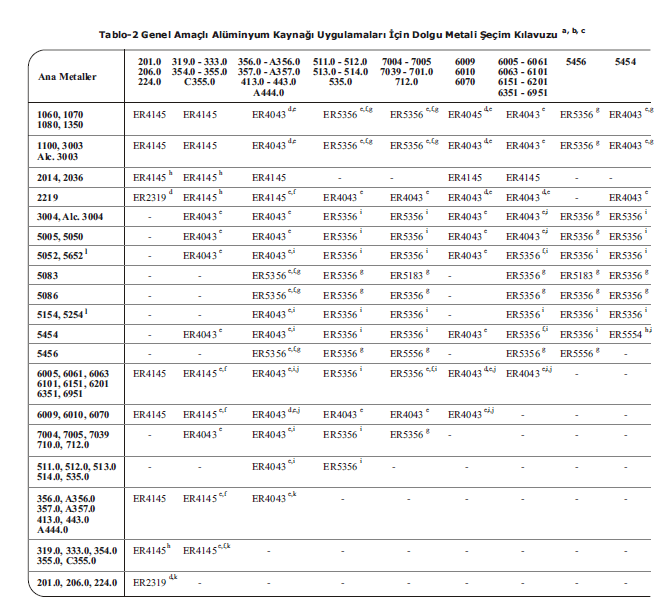 Tablo-2 Genel Amaçlı Alüminyum Kaynağı Uygulamaları İçin Dolgu Metali Seçim Kılavuzu a, b, c
Ana Metaller 201.0 206.0 224.0 319.0 - 333.0 354.0 - 355.0 C355.0 356.0 - A356.0 357.0 - A357.0 413.0 - 443.0 A444.0 511.0 - 512.0 513.0 - 514.0 535.0 7004 - 7005 7039 - 701.0 712.0 6009 6010 6070 6005 - 6061 6063 - 6101 6151 - 6201 6351 - 6951 5456 5454
1060, 1070 ER4145 ER4145 ER4043 d,e ER5356 e,f,g ER5356 e,f,g ER4045 d,e ER4043 e ER5356 g ER4043 e,g
1080, 1350
1100, 3003 ER4145 ER4145 ER4043 d,e ER5356 e,f,g ER5356 e,f,g ER4043 d,e ER4043 e ER5356 g ER4043 e,g
Alc. 3003
2014, 2036 ER4145 h ER4145 h ER4145 - - ER4145 ER4145 - -
2219 ER2319 d ER4145 h ER4145 e,f ER4043 e ER4043 e ER4043 d,e ER4043 d,e - ER4043 e
3004, Alc. 3004 - ER4043 e ER4043 e ER5356 i ER5356 i ER4043 e ER4043 e,i ER5356 g ER5356 i
5005, 5050 - ER4043 e ER4043 e ER5356 i ER5356 i ER4043 e ER4043 e,i ER5356 g ER5356 i
5052, 5652 l - ER4043 e ER4043 e,i ER5356 i ER5356 i ER4043 e ER5356 f,i ER5356 g ER5356 i
5083 - - ER5356 e,f,g ER5356 g ER5183 g - ER5356 g ER5183 g ER5356 g
5086 - - ER5356 e,f,g ER5356 g ER5356 g - ER5356 g ER5356 g ER5356 g
5154, 5254 l - - ER4043 e,i ER5356 i ER5356 i - ER5356 i ER5356 i ER5356 i
5454 - ER4043 e ER4043 e,i ER5356 i ER5356 i ER4043 e ER5356 f,i ER5356 i ER5554 h,i
5456 - - ER5356 e,f,g ER5356 g ER5556 g - ER5356 g ER5556 g -
6005, 6061, 6063 ER4145 ER4145 e,f ER4043 e,i,j ER5356 i ER5356 e,f,i ER4043 d,e,j ER4043 e,i,j - -
6101, 6151, 6201
6351, 6951
6009, 6010, 6070 ER4145 ER4145 e,f ER4043 d,e,j ER4043 e ER4043 e ER4043 e,i,j - - -
7004, 7005, 7039 - ER4043 e ER4043 e,i ER5356 i ER5356 g - - - -
710.0, 712.0
511.0, 512.0, 513.0 - - ER4043 e,i ER5356 i - - - - -
514.0, 535.0
356.0, A356.0 ER4145 ER4145 e,f ER4043 e,k - - - - - -
357.0, A357.0
413.0, 443.0
A444.0
319.0, 333.0, 354.0 ER4145 h ER4145 e,f,k - - - - - - -
355.0, C355.0
201.0, 206.0, 224.0 ER2319 d,k - - - - - - - -